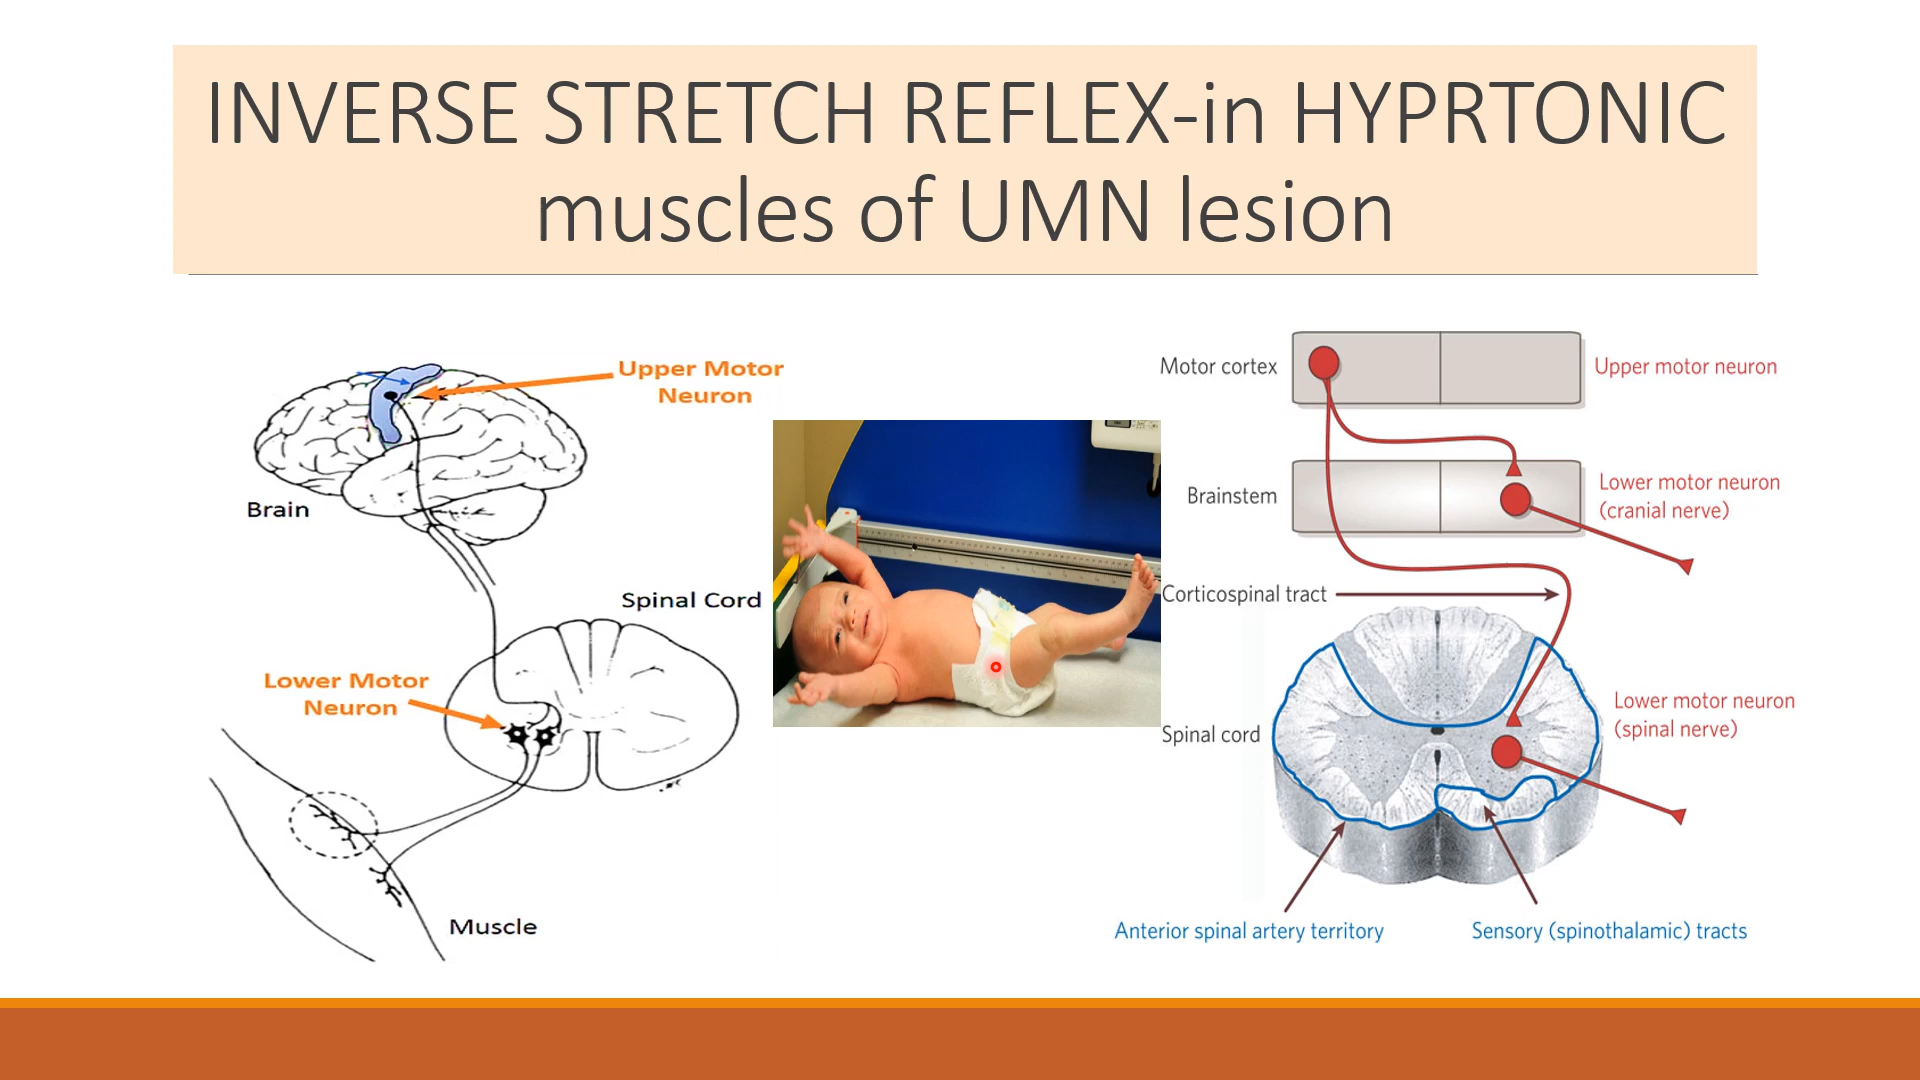 INVERSE STRETCH REFLEX-in HYPRTONIC
muscles of UMN lesion
Upper Motor
Neuron
Brain
Spinal Cord
Lower Motor
Neuron
Muscle
Motor cortex
Upper motor neuron
Brainstem
Lower motor neuron
(cranial nerve)
Corticospinal tract
Spinal cord
Lower motor neuron
(spinal nerve)
Anterior spinal artery territory
Sensory (spinothalamic) tracts